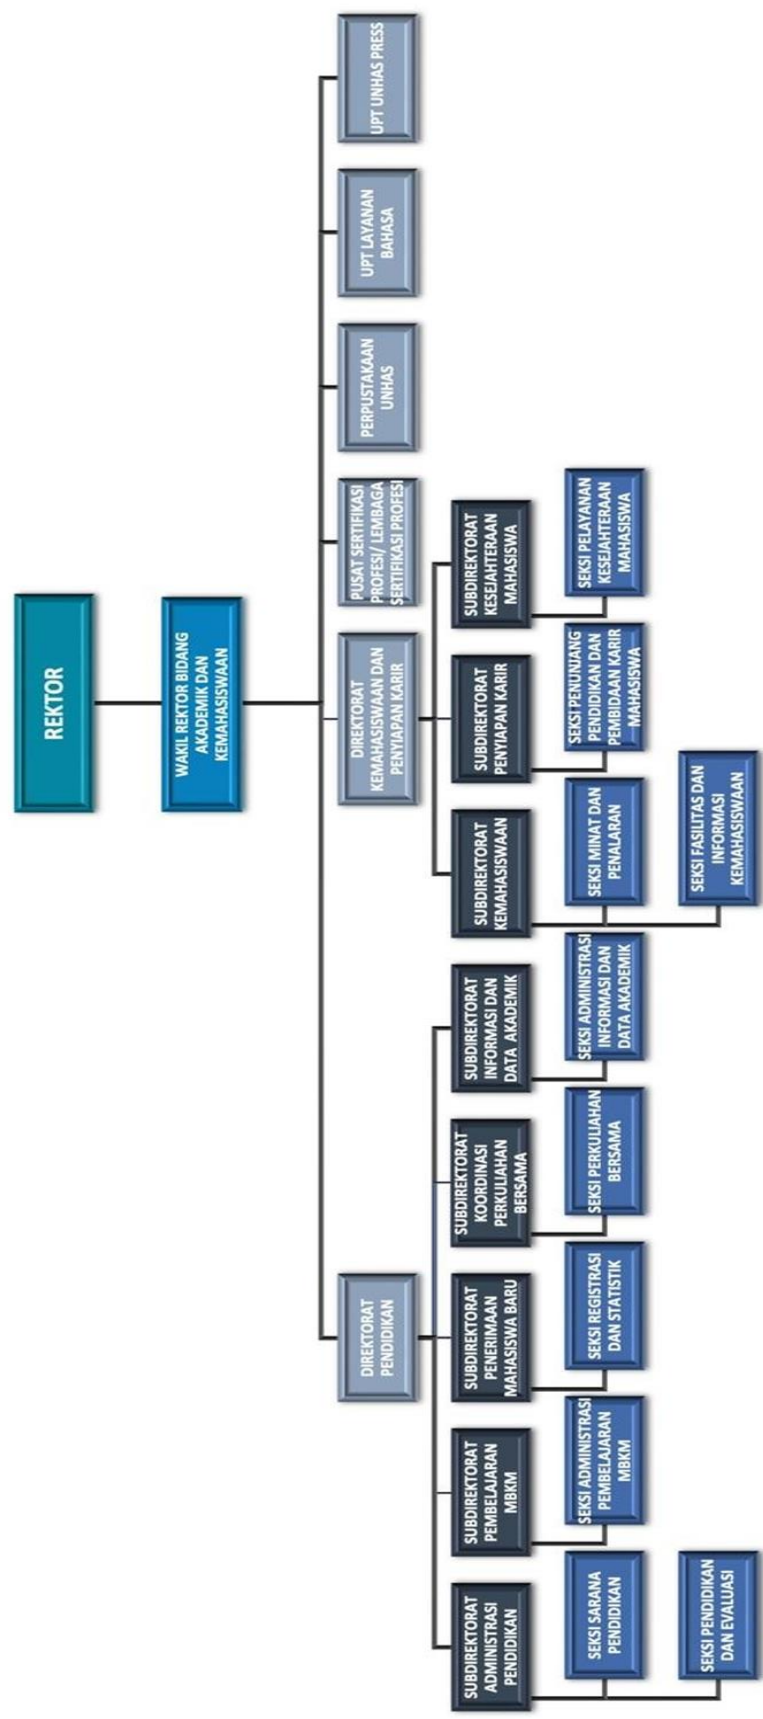 REKTOR
WAKIL REKTOR BIDANG
AKADEMIK DAN
KEMAHASISWAAN
DIREKTORAT
PENDIDIKAN
DIREKTORAT
KEMAHASISWAAN DAN
PENYIAPAN KARIR
PUSAT SERTIFIKASI
PROFESI/ LEMBAGA
SERTIFIKASI PROFESI
PERPUSTAKAAN
UNHAS
UPT LAYANAN
BAHASA
UPT UNHAS PRESS
SUBDIREKTORAT
ADMINISTRASI
PENDIDIKAN
SUBDIREKTORAT
PEMBELAJARAN
MBKM
SUBDIREKTORAT
PENERIMAAN
MAHASISWA BARU
SUBDIREKTORAT
KOORDINASI
PERKULIAHAN
BERSAMA
SUBDIREKTORAT
INFORMASI DAN
DATA AKADEMIK
SUBDIREKTORAT
KEMAHASISWAAN
SUBDIREKTORAT
PENYIAPAN KARIR
SUBDIREKTORAT
KESEJAHTERAAN
MAHASISWA
SEKSI SARANA
PENDIDIKAN
SEKSI ADMINISTRASI
PEMBELAJARAN
MBKM
SEKSI REGISTRASI
DAN STATISTIK
SEKSI PERKULIAHAN
BERSAMA
SEKSI ADMINISTRASI
INFORMASI DAN
DATA AKADEMIK
SEKSI MINAT DAN
PENALARAN
SEKSI PENUNJANG
PENDIDIKAN DAN
PEMBIDAAN KARIR
MAHASISWA
SEKSI PELAYANAN
KESEJAHTERAAN
MAHASISWA
SEKSI PENDIDIKAN
DAN EVALUASI
SEKSI FASILITAS DAN
INFORMASI
KEMAHASISWAAN